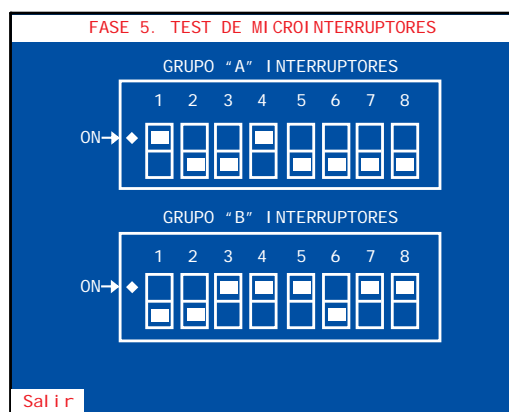 FASE 5. TEST DE MICROINTERRUPTORES
GRUPO “A” INTERRUPTORES
1 2 3 4 5 6 7 8
ON
GRUPO “B” INTERRUPTORES
1 2 3 4 5 6 7 8
ON
Salir